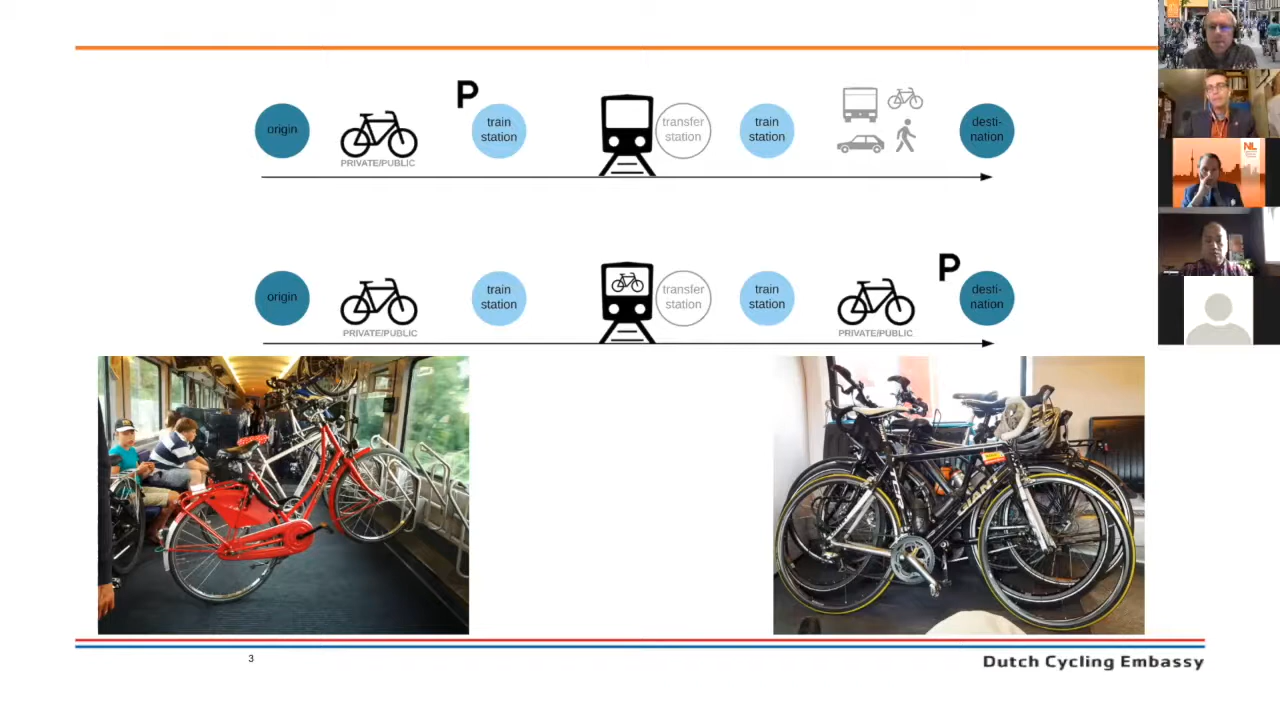 P
origin
train
station
transfer
station
train
station
desti-
nation
PRIVATE/PUBLIC
P
origin
train
station
transfer
station
train
station
desti-
nation
PRIVATE/PUBLIC
PRIVATE/PUBLIC
GIANT
3
Dutch Cycling Embassy
NL